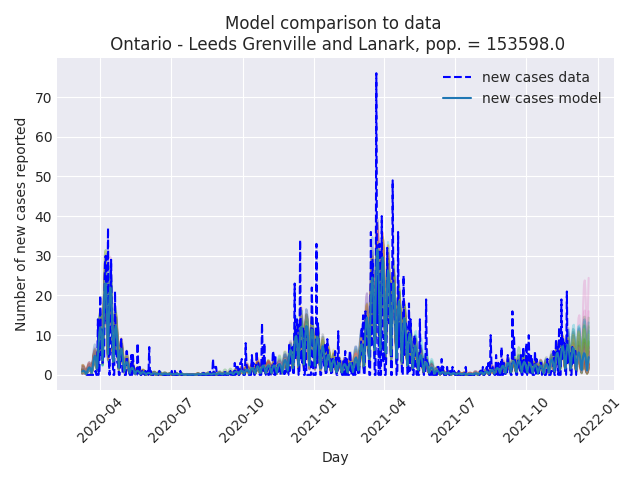 Model comparison to data
Ontario - Leeds Grenville and Lanark, pop. = 153598.0
new cases data
new cases model
Number of new cases reported
70
60
50
40
30
20
10
0
2020-04
2020-07
2020-10
2021-01
2021-04
2021-07
2021-10
2022-01
Day